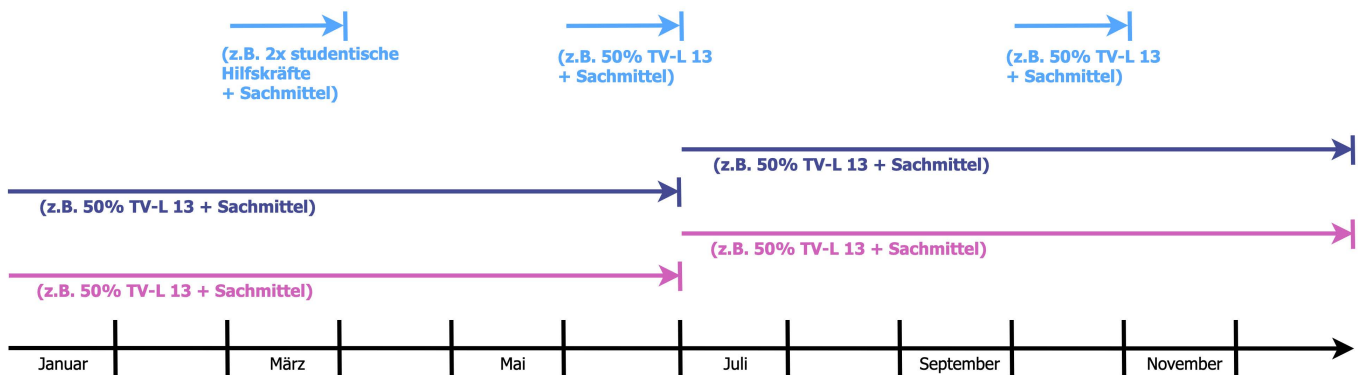 (z.B. 2x studentische
Hilfskräfte
+ Sachmittel)
(z.B. 50% TV-L 13
+ Sachmittel)
(z.B. 50% TV-L 13
+ Sachmittel)
(z.B. 50% TV-L 13 + Sachmittel)
(z.B. 50% TV-L 13 + Sachmittel)
(z.B. 50% TV-L 13 + Sachmittel)
(z.B. 50% TV-L 13 + Sachmittel)
Januar
März
Mai
Juli
September
November